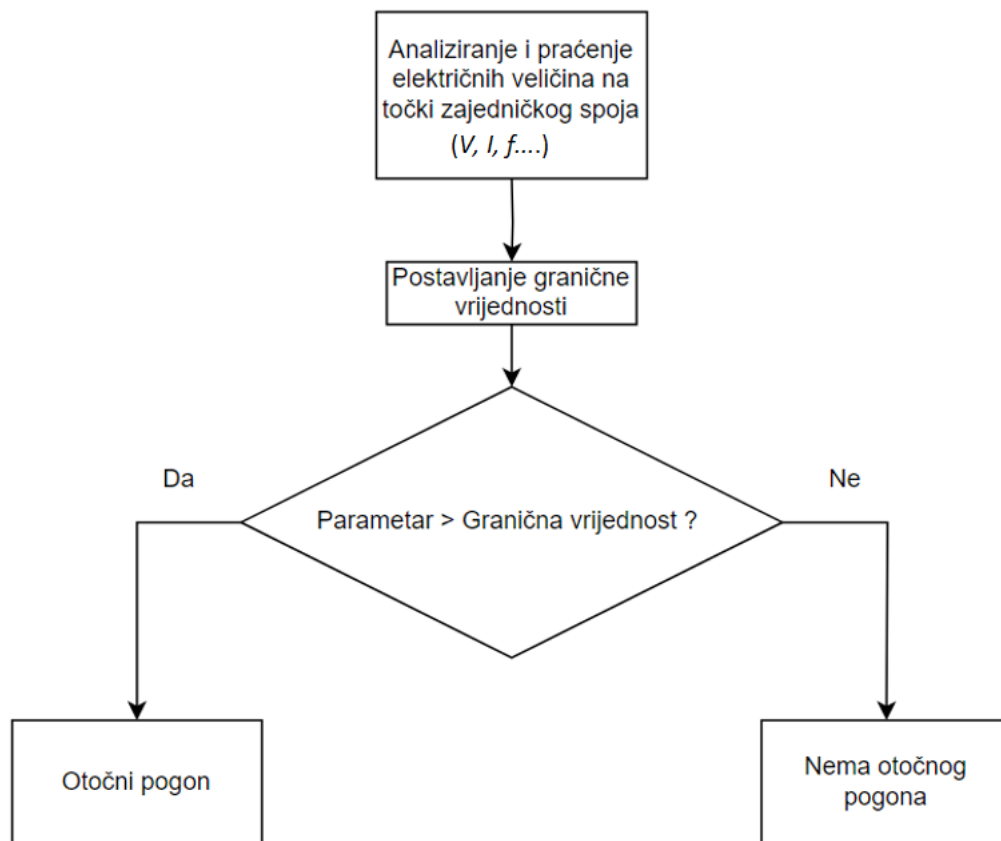 Analiziranje i praćenje
električnih veličina na
točki zajedničkog spoja
(V, I, f....)
Postavljanje granične
vrijednosti
Da
Ne
Parametar > Granična vrijednost ?
Otočni pogon
Nema otočnog
pogona